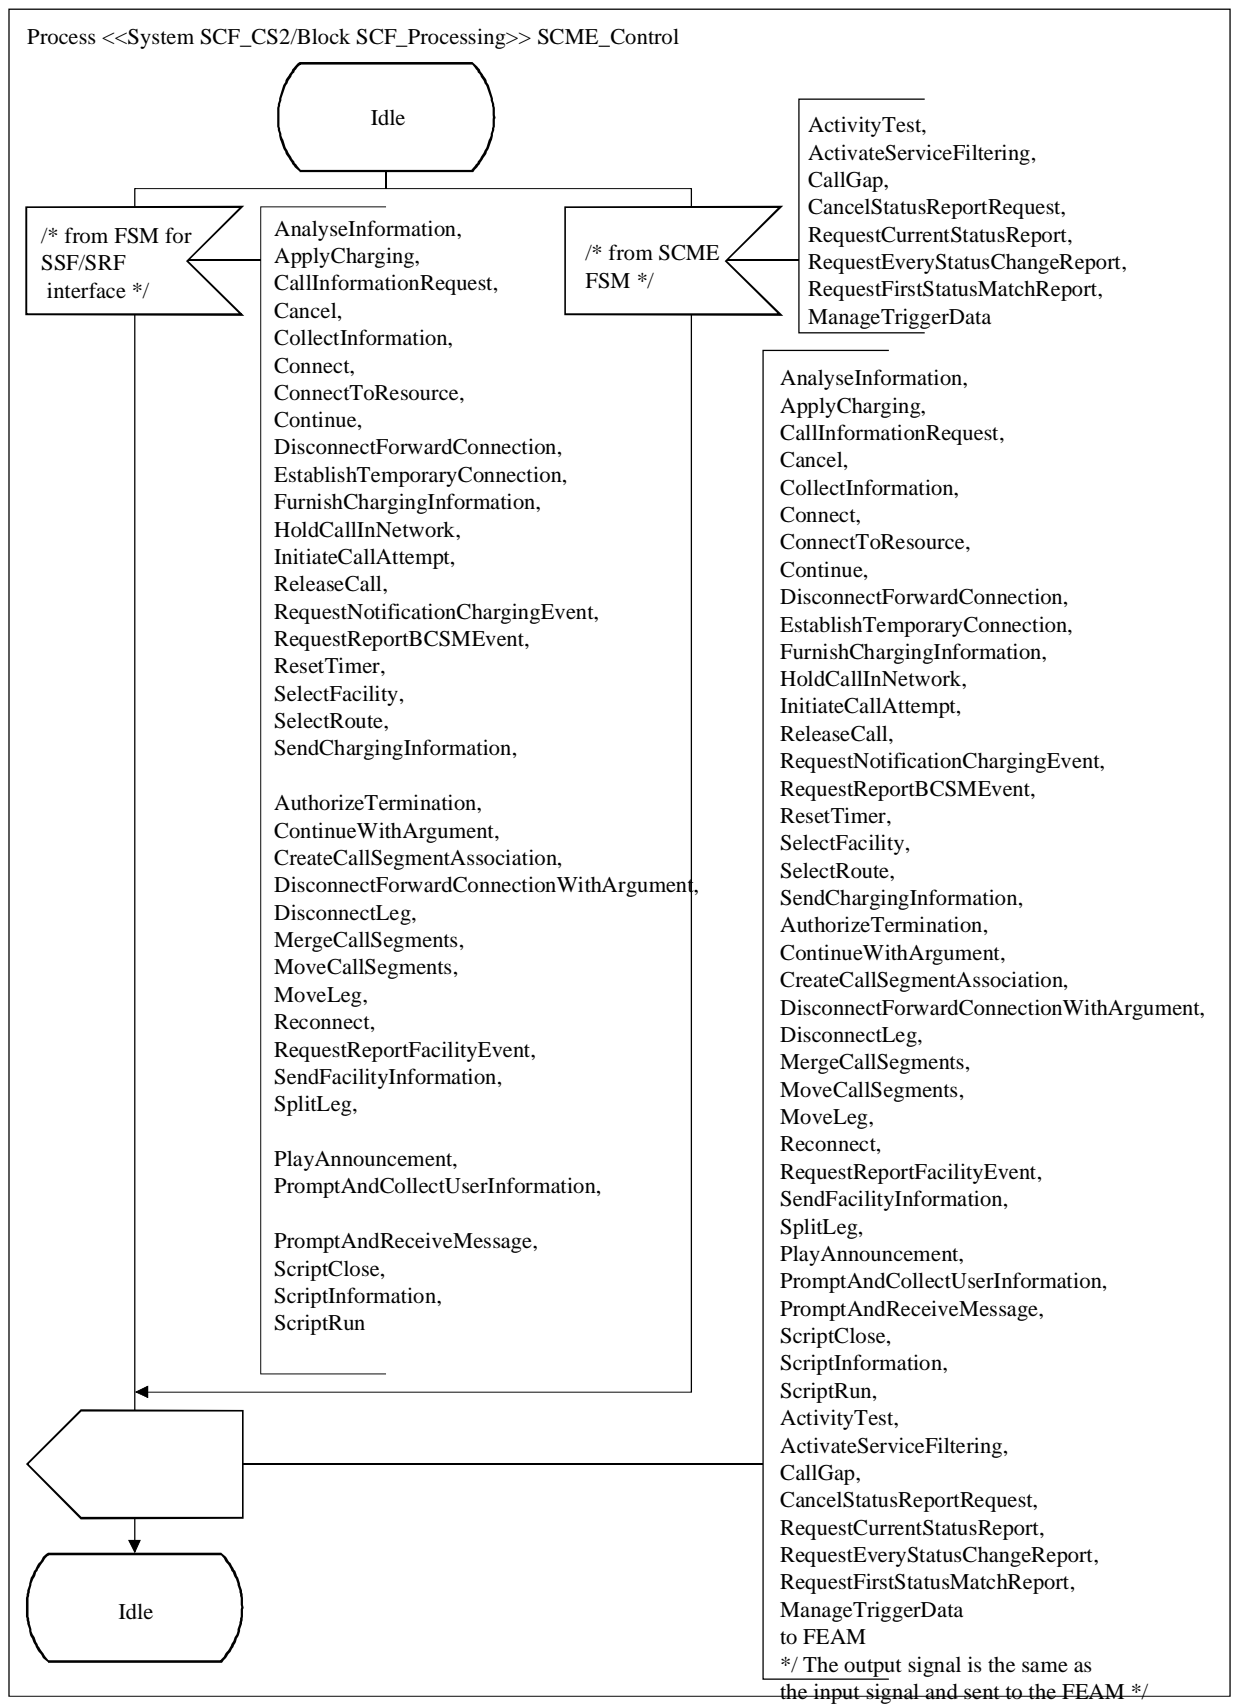 Process <<System SCF_CS2/Block SCF_Processing>> SCME_Control
Idle
/* from FSM for
SSF/SRF
interface */
AnalyseInformation,
ApplyCharging,
CallInformationRequest,
Cancel,
CollectInformation,
Connect,
ConnectToResource,
Continue,
DisconnectForwardConnection,
EstablishTemporaryConnection,
FurnishChargingInformation,
HoldCallInNetwork,
InitiateCallAttempt,
ReleaseCall,
RequestNotificationChargingEvent,
RequestReportBCSMEvent,
ResetTimer,
SelectFacility,
SelectRoute,
SendChargingInformation,
AuthorizeTermination,
ContinueWithArgument,
CreateCallSegmentAssociation,
DisconnectForwardConnectionWithArgument,
DisconnectLeg,
MergeCallSegments,
MoveCallSegments,
MoveLeg,
Reconnect,
RequestReportFacilityEvent,
SendFacilityInformation,
SplitLeg,
PlayAnnouncement,
PromptAndCollectUserInformation,
PromptAndReceiveMessage,
ScriptClose,
ScriptInformation,
ScriptRun
/* from SCME
FSM */
ActivityTest,
ActivateServiceFiltering,
CallGap,
CancelStatusReportRequest,
RequestCurrentStatusReport,
RequestEveryStatusChangeReport,
RequestFirstStatusMatchReport,
ManageTriggerData
AnalyseInformation,
ApplyCharging,
CallInformationRequest,
Cancel,
CollectInformation,
Connect,
ConnectToResource,
Continue,
DisconnectForwardConnection,
EstablishTemporaryConnection,
FurnishChargingInformation,
HoldCallInNetwork,
InitiateCallAttempt,
ReleaseCall,
RequestNotificationChargingEvent,
RequestReportBCSMEvent,
ResetTimer,
SelectFacility,
SelectRoute,
SendChargingInformation,
AuthorizeTermination,
ContinueWithArgument,
CreateCallSegmentAssociation,
DisconnectForwardConnectionWithArgument,
DisconnectLeg,
MergeCallSegments,
MoveCallSegments,
MoveLeg,
Reconnect,
RequestReportFacilityEvent,
SendFacilityInformation,
SplitLeg,
PlayAnnouncement,
PromptAndCollectUserInformation,
PromptAndReceiveMessage,
ScriptClose,
ScriptInformation,
ScriptRun,
ActivityTest,
ActivateServiceFiltering,
CallGap,
CancelStatusReportRequest,
RequestCurrentStatusReport,
RequestEveryStatusChangeReport,
RequestFirstStatusMatchReport,
ManageTriggerData
to FEAM
*/ The output signal is the same as
the input signal and sent to the FEAM */
Idle